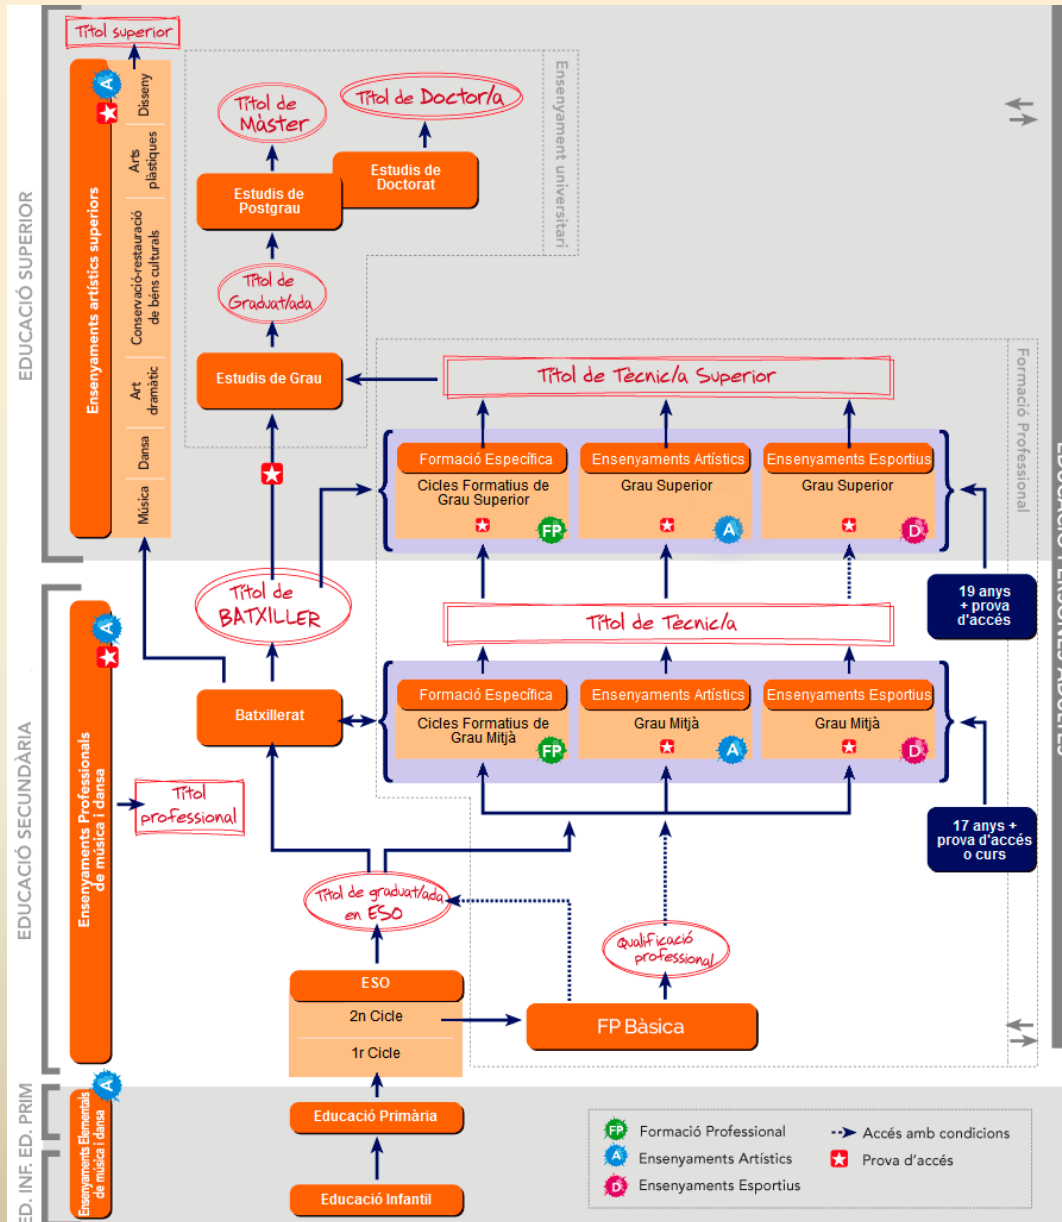 Títol superior
Ensenyaments artístics superiors
Disseny
Arts
plàstiques
Conservació-restauració
de béns culturals
Art
dramàtic
Dansa
Música
EDUCACIÓ SUPERIOR
Ensenyament universitari
Títol de
Màster
Títol de Doctor/a
Estudis de
Doctorat
Estudis de
Postgrau
Títol de
Graduat/ada
Estudis de Grau
Formació Professional
Títol de Tècnic/a Superior
Formació Específica
Cicles Formatius de
Grau Superior
FP
Ensenyaments Artístics
Grau Superior
A
Ensenyaments Esportius
Grau Superior
D
19 anys
+ prova
d'accés
EDUCACIÓ PERSONES ADULTES
Títol de
BATXILLER
Títol de Tècnic/a
EDUCACIÓ SECUNDÀRIA
Ensenyaments Professionals
de música i dansa
A
Títol
professional
Batxillerat
Formació Específica
Cicles Formatius de
Grau Mitjà
FP
Ensenyaments Artístics
Grau Mitjà
A
Ensenyaments Esportius
Grau Mitjà
D
17 anys +
prova d'accés
o curs
Títol de graduat/ada
en ESO
Qualificació
professional
ESO
2n Cicle
1r Cicle
FP Bàsica
ED. PRIM
ED. INF.
Ensenyaments Elementals
de música i dansa
A
Educació Primària
Educació Infantil
FP Formació Professional
A Ensenyaments Artístics
D Ensenyaments Esportius
Accés amb condicions
Prova d'accés